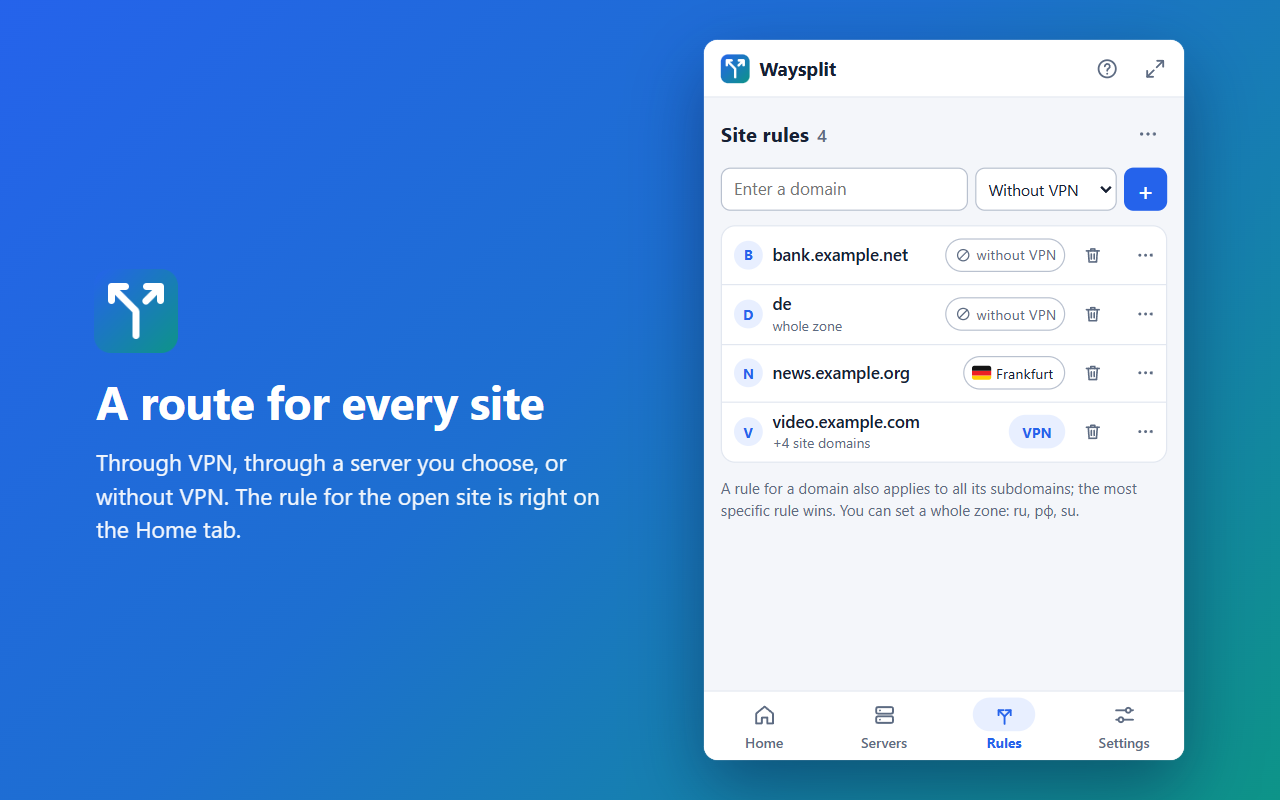 A route for every site
Through VPN, through a server you choose, or
without VPN. The rule for the open site is right on
the Home tab.
Waysplit
Site rules 4
Enter a domain
Without VPN
+
B bank.example.net without VPN
D de without VPN
whole zone
N news.example.org Frankfurt
V video.example.com VPN
+4 site domains
A rule for a domain also applies to all its subdomains; the most
specific rule wins. You can set a whole zone: ru, рф, su.
Home Servers Rules Settings